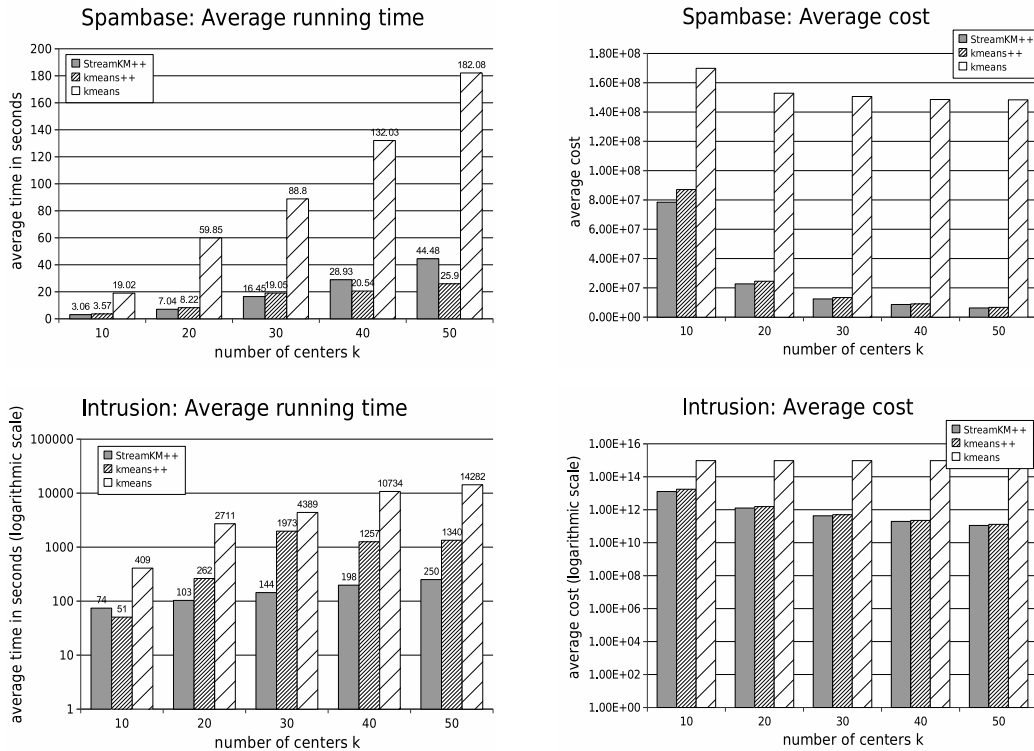 Spambase: Average running time
average time in seconds
200
180
160
140
120
100
80
60
40
20
0
StreamKM++
kmeans++
kmeans
3.06 3.57 19.02
7.04 8.22 59.85
16.45 19.05 88.8
28.93 20.54 132.03
44.48 25.9 182.08
10 20 30 40 50
number of centers k
Spambase: Average cost
average cost
1.80E+08
1.60E+08
1.40E+08
1.20E+08
1.00E+08
8.00E+07
6.00E+07
4.00E+07
2.00E+07
0.00E+00
StreamKM++
kmeans++
kmeans
10 20 30 40 50
number of centers k
Intrusion: Average running time
average time in seconds (logarithmic scale)
100000
10000
1000
100
10
1
StreamKM++
kmeans++
kmeans
74 51 409
103 262 2711
144 1973 4389
198 1257 10734
250 1340 14282
10 20 30 40 50
number of centers k
Intrusion: Average cost
average cost (logarithmic scale)
1.00E+16
1.00E+14
1.00E+12
1.00E+10
1.00E+08
1.00E+06
1.00E+04
1.00E+02
1.00E+00
StreamKM++
kmeans++
kmeans
10 20 30 40 50
number of centers k